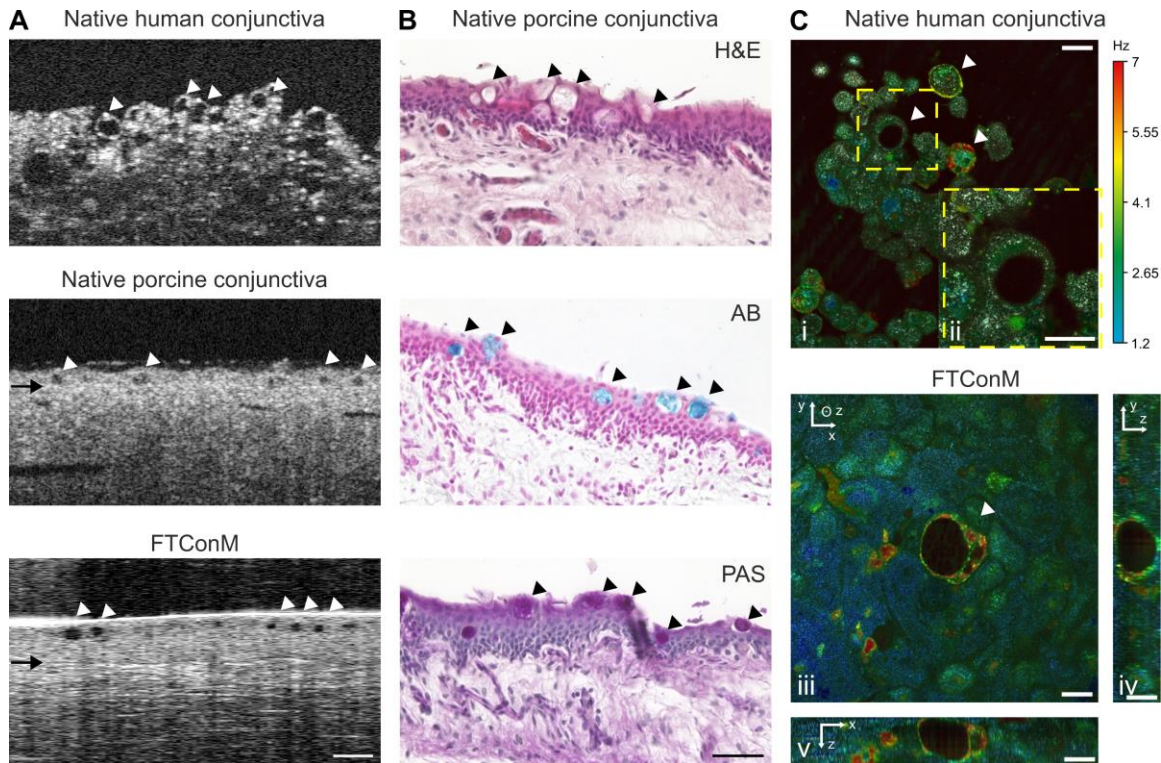 A
Native human conjunctiva
Native porcine conjunctiva
FTConM
B
Native porcine conjunctiva
H&E
AB
PAS
C
Native human conjunctiva
Hz
7
5.55
4.1
2.65
1.2
i
ii
FTConM
y
z
x
iii
y
z
iv
x
z
v